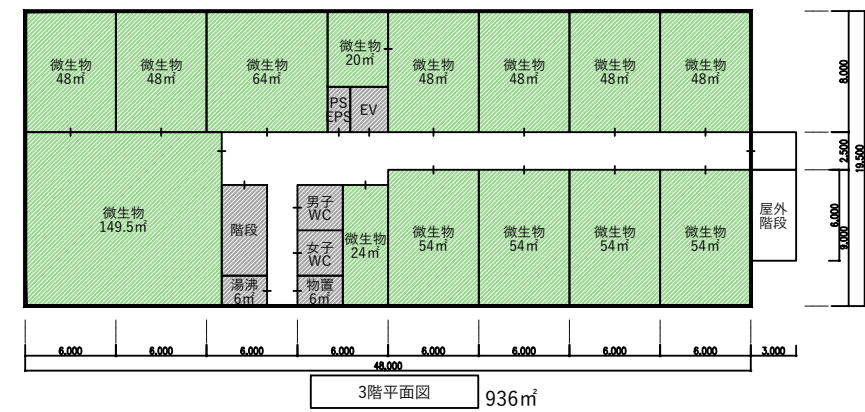 微生物
48㎡
微生物
48㎡
微生物
64㎡
微生物
20㎡
微生物
48㎡
微生物
48㎡
微生物
48㎡
微生物
48㎡
PS
EPS
EV
8.000
2.500
19.500
微生物
149.5㎡
階段
男子
WC
女子
WC
微生物
24㎡
微生物
54㎡
微生物
54㎡
微生物
54㎡
微生物
54㎡
屋外
階段
6.000
9.000
湯沸
6㎡
物置
6㎡
6.000
6.000
6.000
6.000
6.000
6.000
6.000
6.000
3.000
48.000
3階平面図
936㎡